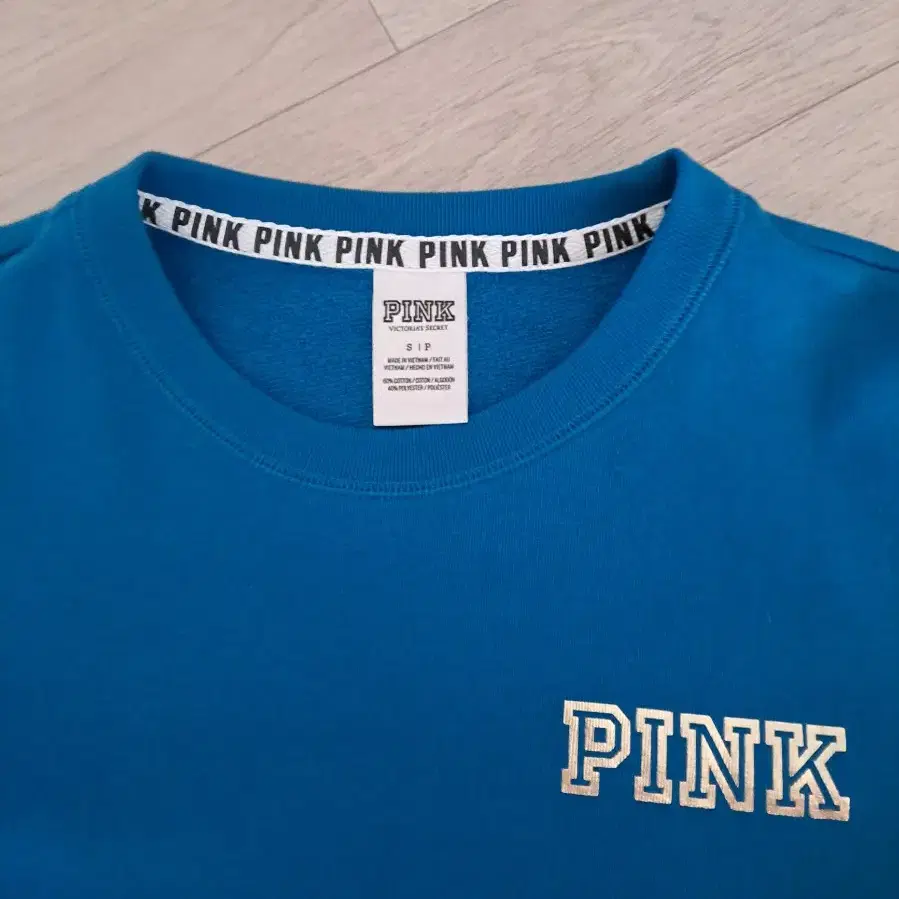 K PINK PINK PINK PINK PINK PINK
PINK
VICTORIA'S SECRET
S | P
MADE IN VIETNAM / FAIT AU
VIETNAM / HECHO EN VIETNAM
60% COTTON / COTON / ALGODÓN
40% POLYESTER / POLIÉSTER
PINK